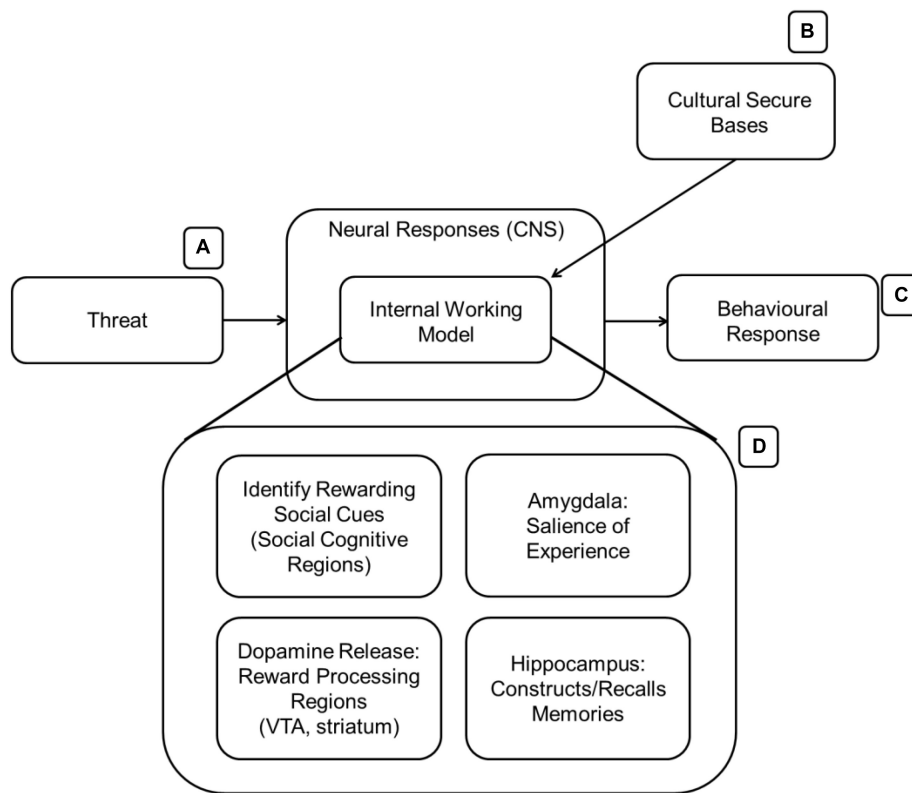 B
Cultural Secure
Bases
A
Neural Responses (CNS)
Threat
Internal Working
Model
C
Behavioural
Response
D
Identify Rewarding
Social Cues
(Social Cognitive
Regions)
Amygdala:
Salience of
Experience
Dopamine Release:
Reward Processing
Regions
(VTA, striatum)
Hippocampus:
Constructs/Recalls
Memories